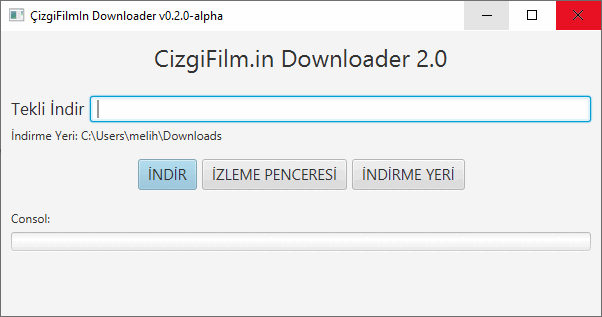 ÇizgiFilmIn Downloader v0.2.0-alpha
CizgiFilm.in Downloader 2.0
Tekli İndir
İndirme Yeri: C:\Users\melih\Downloads
İNDİR İZLEME PENCERESİ İNDİRME YERİ
Consol: